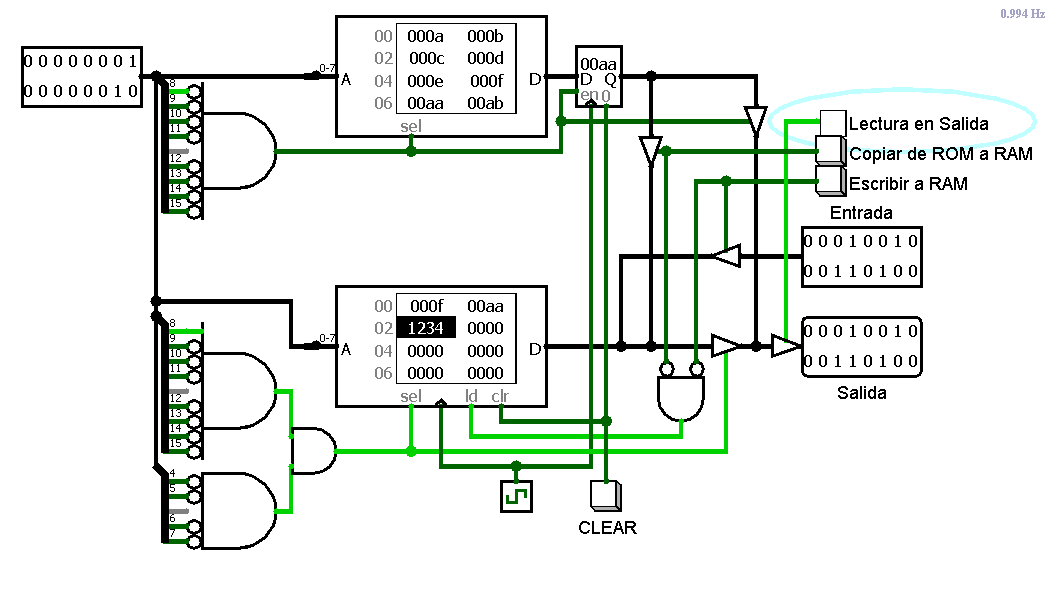 0.994 Hz
0 0 0 0 0 0 0 1
0 0 0 0 0 0 1 0
8
9
10
11
12
13
14
15
0-7
A
00 000a 000b
02 000c 000d
04 000e 000f
06 00aa 00ab
D
sel
00aa
D Q
en 0
Lectura en Salida
Copiar de ROM a RAM
Escribir a RAM
Entrada
0 0 0 1 0 0 1 0
0 0 1 1 0 1 0 0
8
9
10
11
12
13
14
15
0-7
A
00 000f 00aa
02 1234 0000
04 0000 0000
06 0000 0000
D
sel ld clr
0 0 0 1 0 0 1 0
0 0 1 1 0 1 0 0
Salida
4
5
6
7
CLEAR